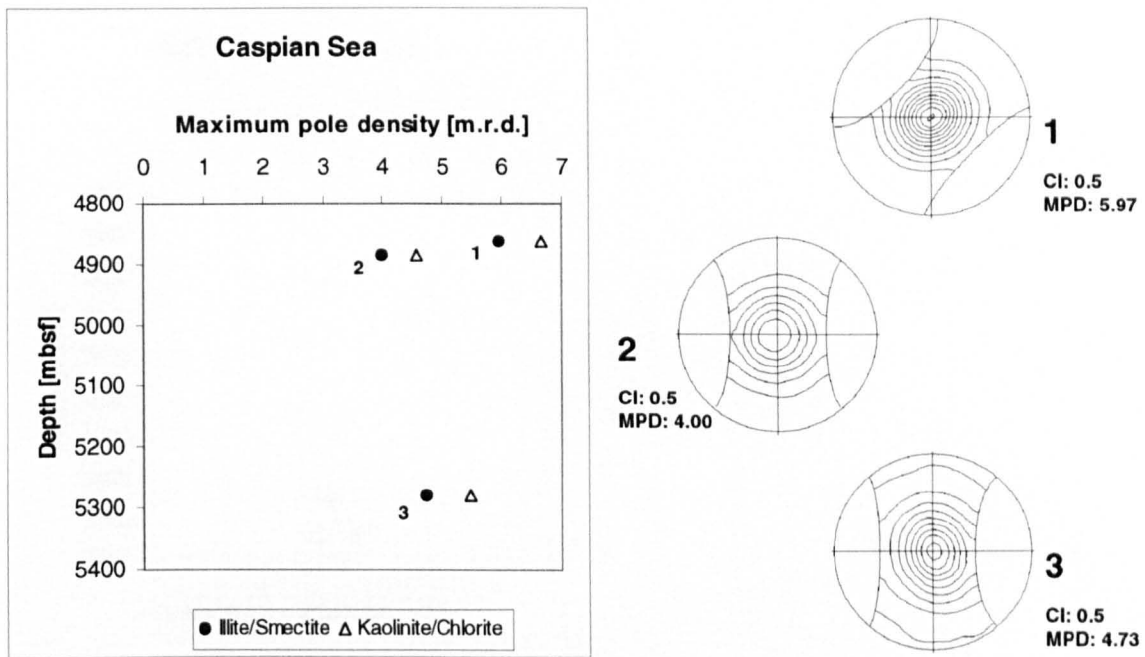 Caspian Sea
Maximum pole density [m.r.d.]
0 1 2 3 4 5 6 7
Depth [mbsf]
4800
4900
5000
5100
5200
5300
5400
1
2
3
● Illite/Smectite △ Kaolinite/Chlorite
1
CI: 0.5
MPD: 5.97
2
CI: 0.5
MPD: 4.00
3
CI: 0.5
MPD: 4.73